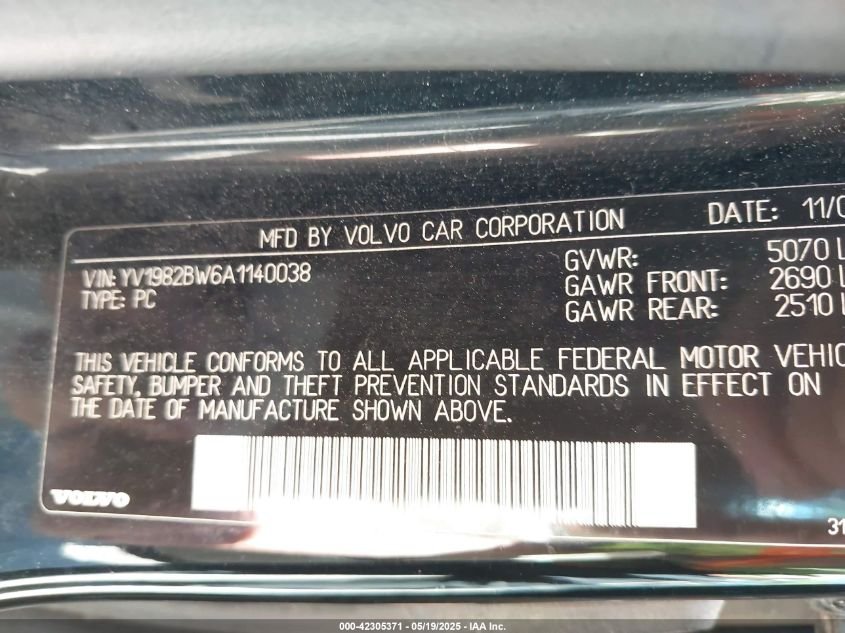 MFD BY VOLVO CAR CORPORATION DATE: 11/0
VIN: YV1982BW6A1140038 GVWR: 5070 L
TYPE: PC GAWR FRONT: 2690 L
GAWR REAR: 2510 L
THIS VEHICLE CONFORMS TO ALL APPLICABLE FEDERAL MOTOR VEHIC
SAFETY, BUMPER AND THEFT PREVENTION STANDARDS IN EFFECT ON
THE DATE OF MANUFACTURE SHOWN ABOVE.
VOLVO
31
000-42305371 - 05/19/2025 - IAA Inc.